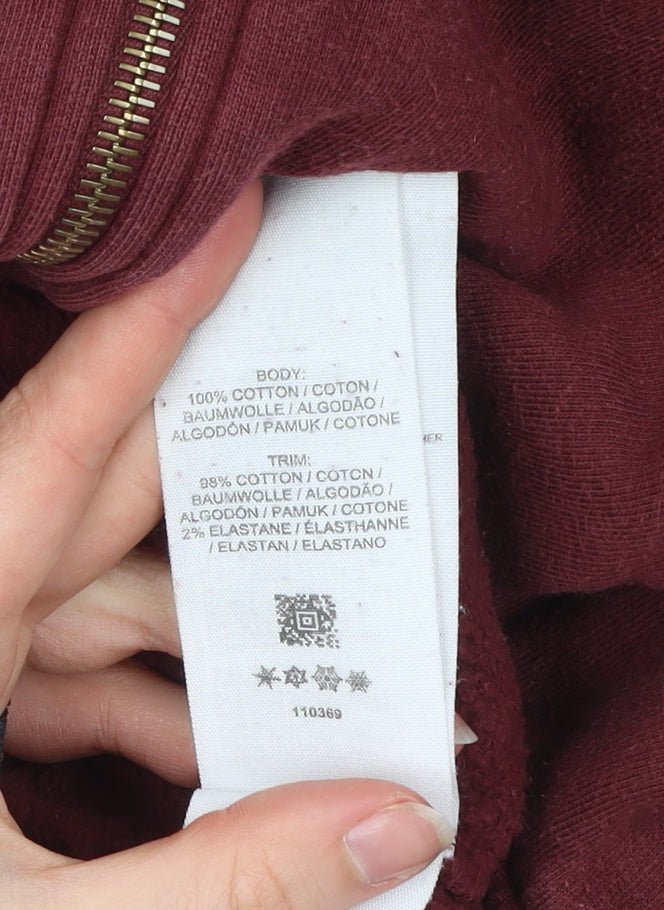 BODY:
100% COTTON / COTON /
BAUMWOLLE / ALGODÃO /
ALGODÓN / PAMUK / COTONE
TRIM:
98% COTTON / COTON /
BAUMWOLLE / ALGODÃO /
ALGODÓN / PAMUK / COTONE
2% ELASTANE / ÉLASTHANNE
/ ELASTAN / ELASTANO
110369